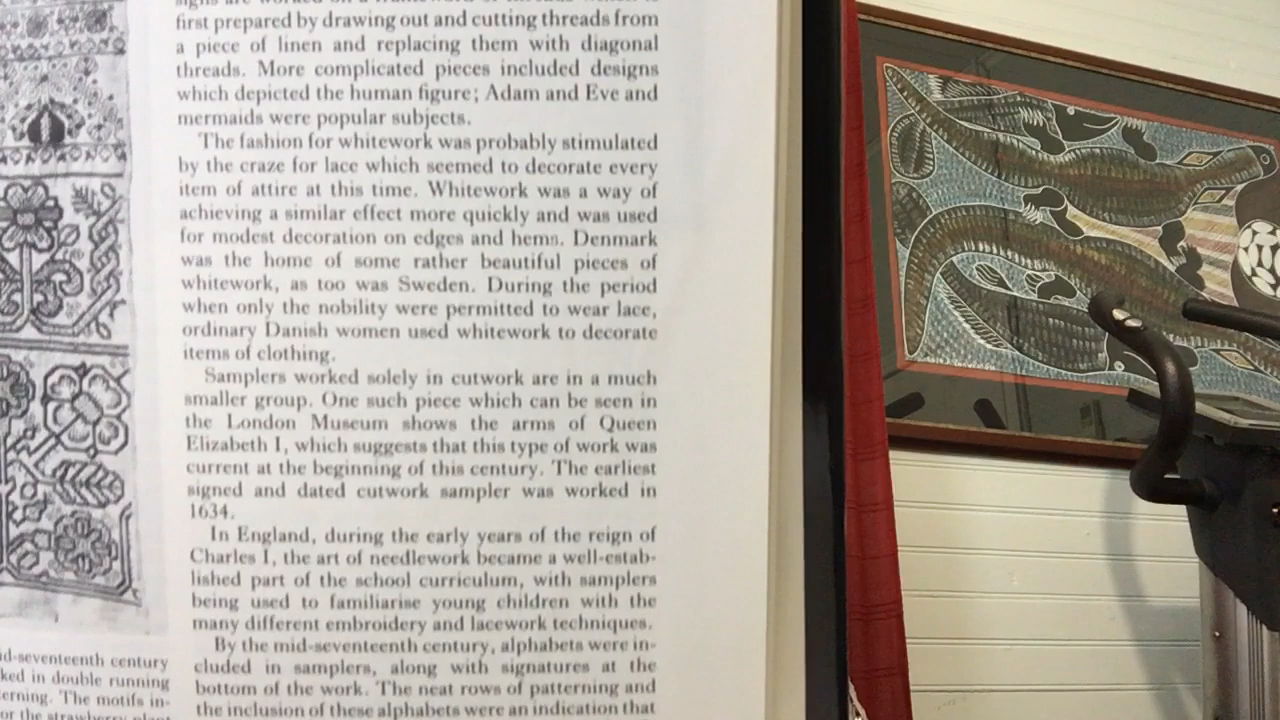 first prepared by drawing out and cutting threads from
a piece of linen and replacing them with diagonal
threads. More complicated pieces included designs
which depicted the human figure; Adam and Eve and
mermaids were popular subjects.
The fashion for whitework was probably stimulated
by the craze for lace which seemed to decorate every
item of attire at this time. Whitework was a way of
achieving a similar effect more quickly and was used
for modest decoration on edges and hems. Denmark
was the home of some rather beautiful pieces of
whitework, as too was Sweden. During the period
when only the nobility were permitted to wear lace,
ordinary Danish women used whitework to decorate
items of clothing.
Samplers worked solely in cutwork are in a much
smaller group. One such piece which can be seen in
the London Museum shows the arms of Queen
Elizabeth I, which suggests that this type of work was
current at the beginning of this century. The earliest
signed and dated cutwork sampler was worked in
1634.
In England, during the early years of the reign of
Charles I, the art of needlework became a well-estab-
lished part of the school curriculum, with samplers
being used to familiarise young children with the
many different embroidery and lacework techniques.
By the mid-seventeenth century, alphabets were in-
cluded in samplers, along with signatures at the
bottom of the work. The neat rows of patterning and
the inclusion of these alphabets were an indication that
id-seventeenth century
ked in double running
erning. The motifs in-
or the strawberry plant